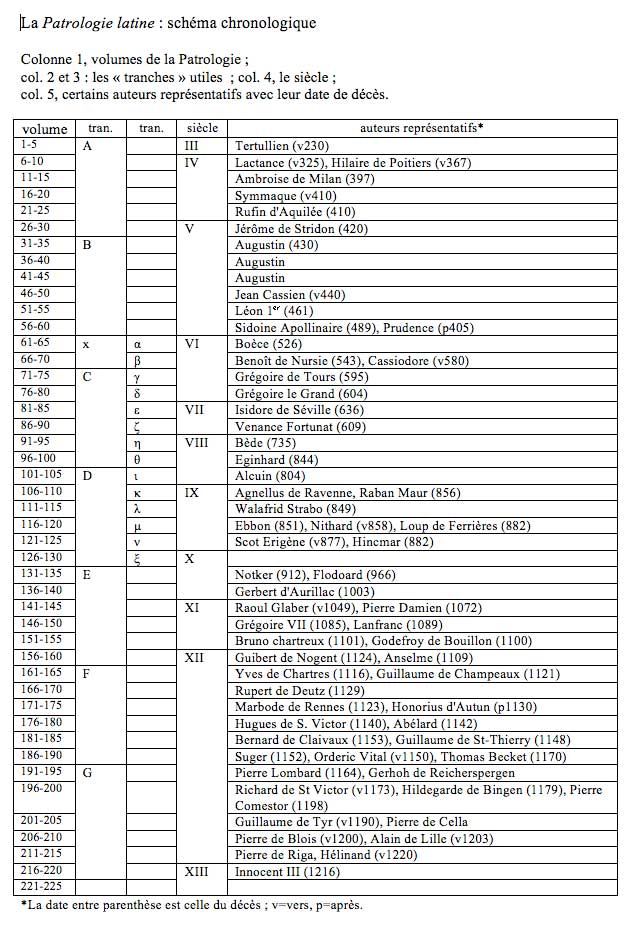 La Patrologie latine : schéma chronologique
Colonne 1, volumes de la Patrologie ;
col. 2 et 3 : les « tranches » utiles ; col. 4, le siècle ;
col. 5, certains auteurs représentatifs avec leur date de décès.
volume tran. tran. siècle auteurs représentatifs*
1-5 A III Tertullien (v230)
6-10 IV Lactance (v325), Hilaire de Poitiers (v367)
11-15 Ambroise de Milan (397)
16-20 Symmaque (v410)
21-25 Rufin d'Aquilée (410)
26-30 V Jérôme de Stridon (420)
31-35 B Augustin (430)
36-40 Augustin
41-45 Augustin
46-50 Jean Cassien (v440)
51-55 Léon 1er (461)
56-60 Sidoine Apollinaire (489), Prudence (p405)
61-65 x α VI Boèce (526)
66-70 β Benoît de Nursie (543), Cassiodore (v580)
71-75 C γ Grégoire de Tours (595)
76-80 δ Grégoire le Grand (604)
81-85 ε VII Isidore de Séville (636)
86-90 ζ Venance Fortunat (609)
91-95 η VIII Bède (735)
96-100 θ Eginhard (844)
101-105 D ι Alcuin (804)
106-110 κ IX Agnellus de Ravenne, Raban Maur (856)
111-115 λ Walafrid Strabo (849)
116-120 μ Ebbon (851), Nithard (v858), Loup de Ferrières (882)
121-125 ν Scot Erigène (v877), Hincmar (882)
126-130 ξ X
131-135 E Notker (912), Flodoard (966)
136-140 Gerbert d'Aurillac (1003)
141-145 XI Raoul Glaber (v1049), Pierre Damien (1072)
146-150 Grégoire VII (1085), Lanfranc (1089)
151-155 Bruno chartreux (1101), Godefroy de Bouillon (1100)
156-160 XII Guibert de Nogent (1124), Anselme (1109)
161-165 F Yves de Chartres (1116), Guillaume de Champeaux (1121)
166-170 Rupert de Deutz (1129)
171-175 Marbode de Rennes (1123), Honorius d'Autun (p1130)
176-180 Hugues de S. Victor (1140), Abélard (1142)
181-185 Bernard de Claivaux (1153), Guillaume de St-Thierry (1148)
186-190 Suger (1152), Orderic Vital (v1150), Thomas Becket (1170)
191-195 G Pierre Lombard (1164), Gerhoh de Reicherspergen
196-200 Richard de St Victor (v1173), Hildegarde de Bingen (1179), Pierre
Comestor (1198)
201-205 Guillaume de Tyr (v1190), Pierre de Cella
206-210 Pierre de Blois (v1200), Alain de Lille (v1203)
211-215 Pierre de Riga, Hélinand (v1220)
216-220 XIII Innocent III (1216)
221-225
*La date entre parenthèse est celle du décès ; v=vers, p=après.